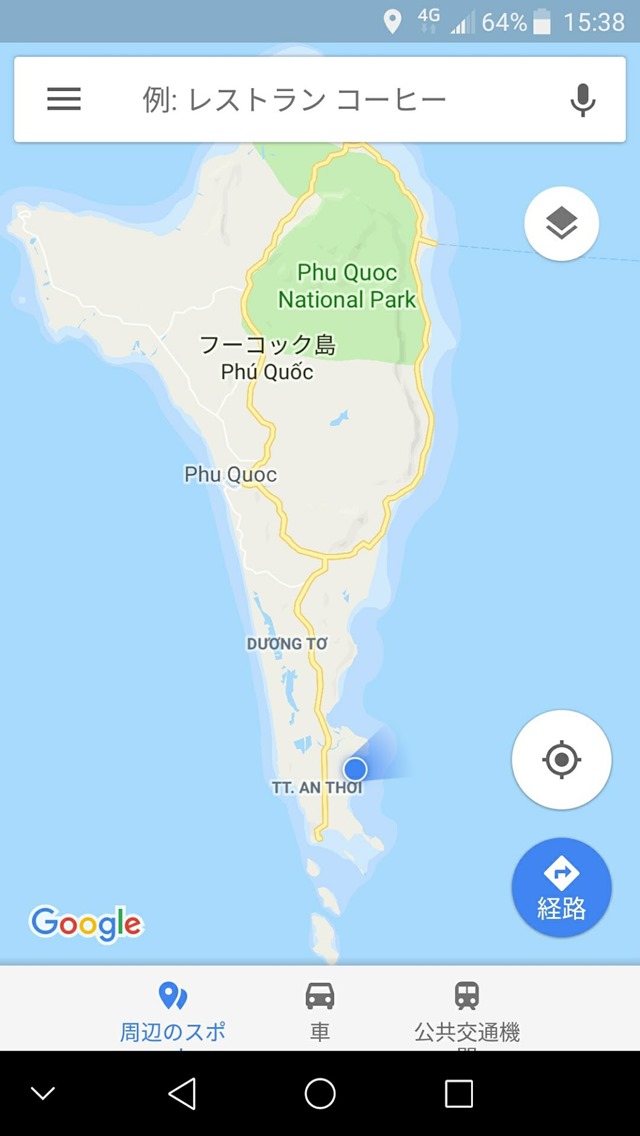 4G 64% 15:38
例: レストラン コーヒー
Phu Quoc
National Park
フーコック島
Phú Quốc
Phu Quoc
DƯƠNG TƠ
TT. AN THỚI
経路
Google
周辺のスポ
車
公共交通機